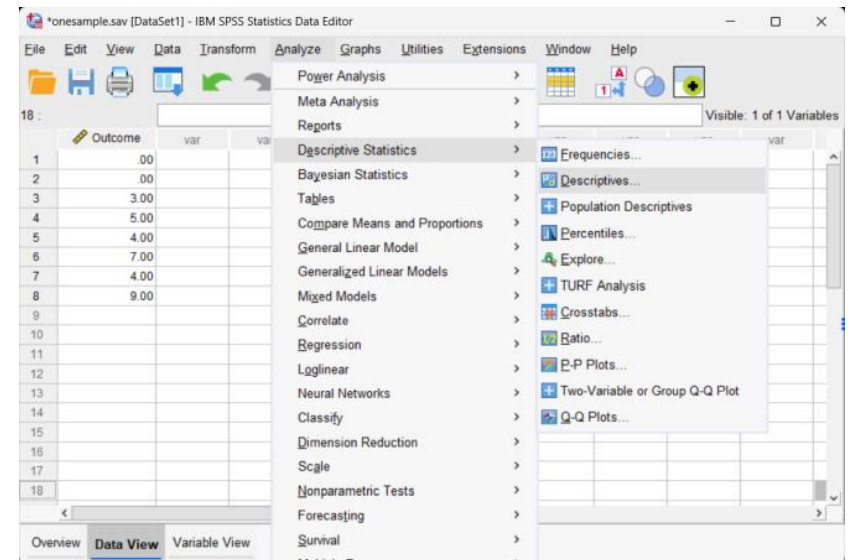 *onesample.sav [DataSet1] - IBM SPSS Statistics Data Editor
File Edit View Data Transform Analyze Graphs Utilities Extensions Window Help
18 : Visible: 1 of 1 Variables
Outcome var var
1 .00
2 .00
3 3.00
4 5.00
5 4.00
6 7.00
7 4.00
8 9.00
9
10
11
12
13
14
15
16
17
18
Power Analysis
Meta Analysis
Reports
Descriptive Statistics
Bayesian Statistics
Tables
Compare Means and Proportions
General Linear Model
Generalized Linear Models
Mixed Models
Correlate
Regression
Loglinear
Neural Networks
Classify
Dimension Reduction
Scale
Nonparametric Tests
Forecasting
Survival
Frequencies...
Descriptives...
Population Descriptives
Percentiles...
Explore...
TURF Analysis
Crosstabs...
Ratio...
P-P Plots...
Two-Variable or Group Q-Q Plot
Q-Q Plots...
Overview Data View Variable View